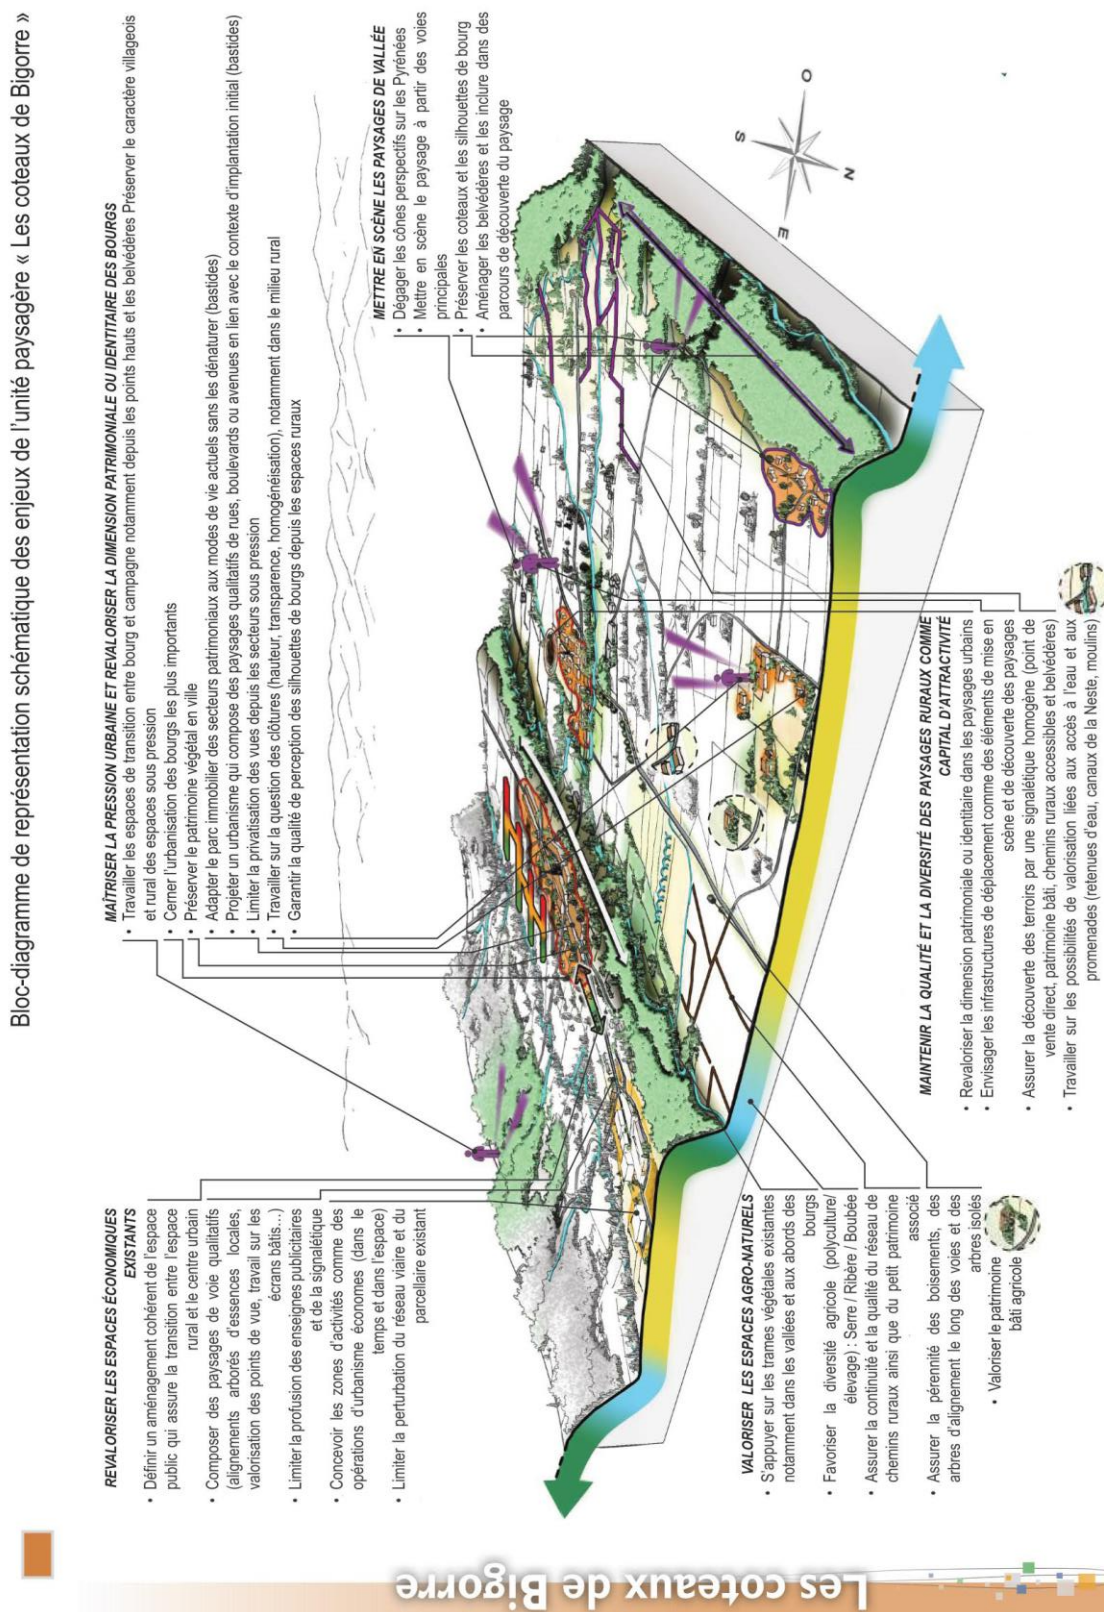 Bloc-diagramme de représentation schématique des enjeux de l'unité paysagère « Les coteaux de Bigorre »
MAÎTRISER LA PRESSION URBAINE ET REVALORISER LA DIMENSION PATRIMONIALE OU IDENTITAIRE DES BOURGS
• Travailler les espaces de transition entre bourg et campagne notamment depuis les points hauts et les belvédères Préserver le caractère villageois
et rural des espaces sous pression
• Cerner l'urbanisation des bourgs les plus importants
• Préserver le patrimoine végétal en ville
• Adapter le parc immobilier des secteurs patrimoniaux aux modes de vie actuels sans les dénaturer (bastides)
• Projeter un urbanisme qui compose des paysages qualitatifs de rues, boulevards ou avenues en lien avec le contexte d'implantation initial (bastides)
• Limiter la privatisation des vues depuis les secteurs sous pression
• Travailler sur la question des clôtures (hauteur, transparence, homogénéisation), notamment dans le milieu rural
• Garantir la qualité de perception des silhouettes de bourgs depuis les espaces ruraux
METTRE EN SCÈNE LES PAYSAGES DE VALLÉE
• Dégager les cônes perspectifs sur les Pyrénées
• Mettre en scène le paysage à partir des voies
principales
• Préserver les coteaux et les silhouettes de bourg
• Aménager les belvédères et les inclure dans des
parcours de découverte du paysage
S
O
E
N
REVALORISER LES ESPACES ÉCONOMIQUES
EXISTANTS
• Définir un aménagement cohérent de l'espace
public qui assure la transition entre l'espace
rural et le centre urbain
• Composer des paysages de voie qualitatifs
(alignements arborés d'essences locales,
valorisation des points de vue, travail sur les
écrans bâtis...)
• Limiter la profusion des enseignes publicitaires
et de la signalétique
• Concevoir les zones d'activités comme des
opérations d'urbanisme économes (dans le
temps et dans l'espace)
• Limiter la perturbation du réseau viaire et du
parcellaire existant
VALORISER LES ESPACES AGRO-NATURELS
• S'appuyer sur les trames végétales existantes
notamment dans les vallées et aux abords des
bourgs
• Favoriser la diversité agricole (polyculture/
élevage) : Serre / Ribère / Boubée
• Assurer la continuité et la qualité du réseau de
chemins ruraux ainsi que du petit patrimoine
associé
• Assurer la pérennité des boisements, des
arbres d'alignement le long des voies et des
arbres isolés
• Valoriser le patrimoine
bâti agricole
MAINTENIR LA QUALITÉ ET LA DIVERSITÉ DES PAYSAGES RURAUX COMME
CAPITAL D'ATTRACTIVITÉ
• Revaloriser la dimension patrimoniale ou identitaire dans les paysages urbains
• Envisager les infrastructures de déplacement comme des éléments de mise en
scène et de découverte des paysages
• Assurer la découverte des terroirs par une signalétique homogène (point de
vente direct, patrimoine bâti, chemins ruraux accessibles et belvédères)
• Travailler sur les possibilités de valorisation liées aux accès à l'eau et aux
promenades (retenues d'eau, canaux de la Neste, moulins)
Les coteaux de Bigorre